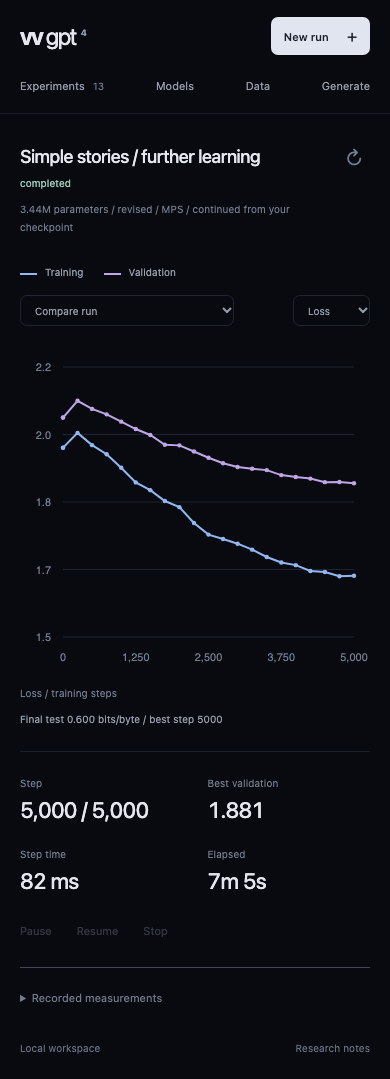 vvgpt 4
New run +
Experiments 13 Models Data Generate
Simple stories / further learning
completed
3.44M parameters / revised / MPS / continued from your
checkpoint
Training Validation
Compare run Loss
2.2
2.0
1.8
1.7
1.5
0 1,250 2,500 3,750 5,000
Loss / training steps
Final test 0.600 bits/byte / best step 5000
Step Best validation
5,000 / 5,000 1.881
Step time Elapsed
82 ms 7m 5s
Pause Resume Stop
Recorded measurements
Local workspace Research notes